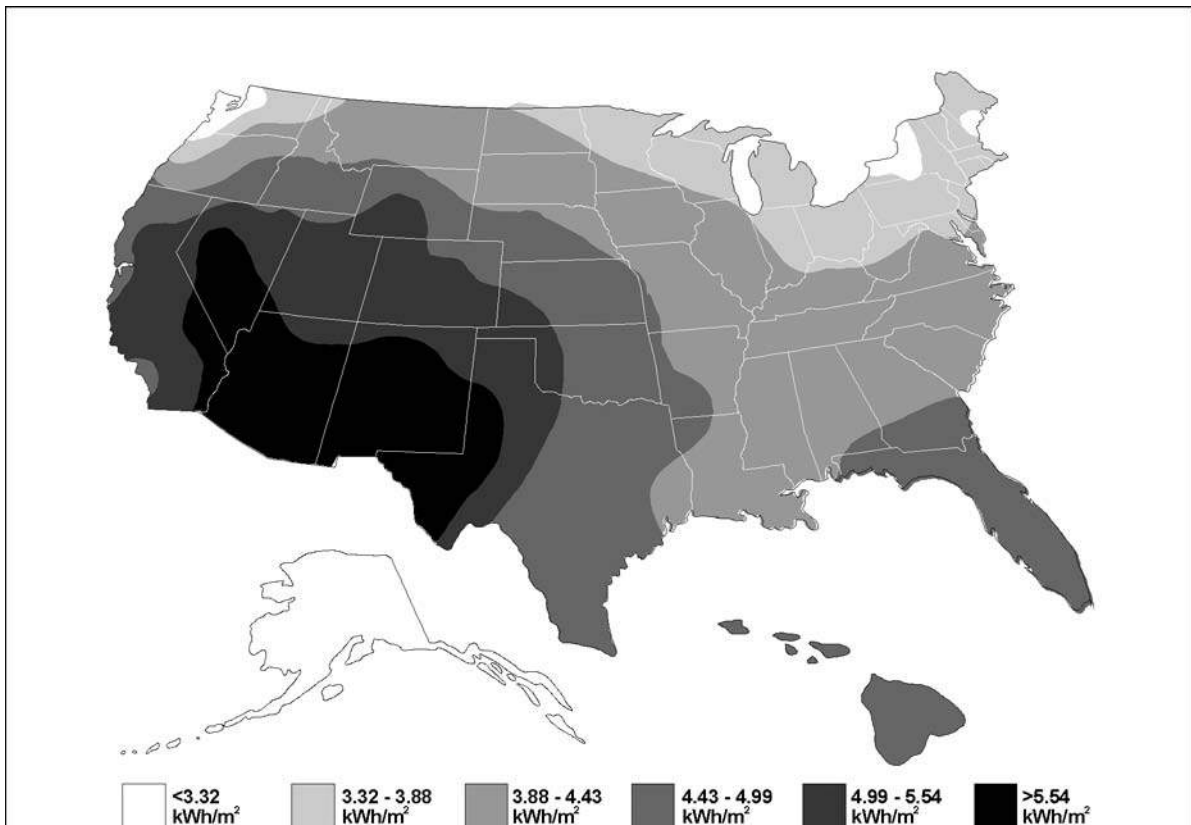 <3.32
kWh/m²
3.32 - 3.88
kWh/m²
3.88 - 4.43
kWh/m²
4.43 - 4.99
kWh/m²
4.99 - 5.54
kWh/m²
>5.54
kWh/m²